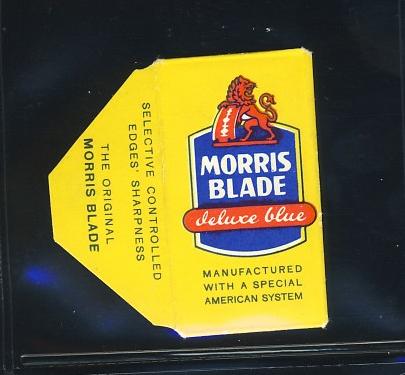 MORRIS
BLADE
deluxe blue
MANUFACTURED
WITH A SPECIAL
AMERICAN SYSTEM
SELECTIVE CONTROLLED
EDGES' SHARPNESS
THE ORIGINAL
MORRIS BLADE